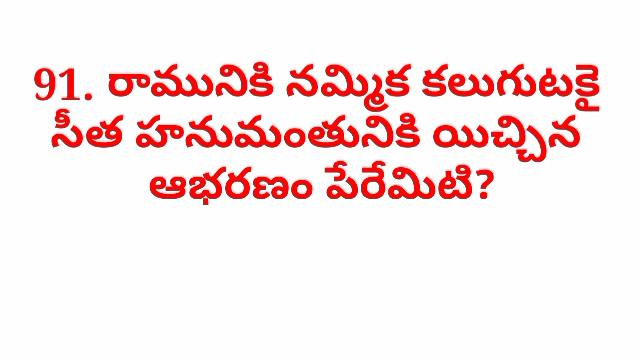 91. రామునికి నమ్మిక కలుగుటకై
సీత హనుమంతునికి యిచ్చిన
ఆభరణం పేరేమిటి?